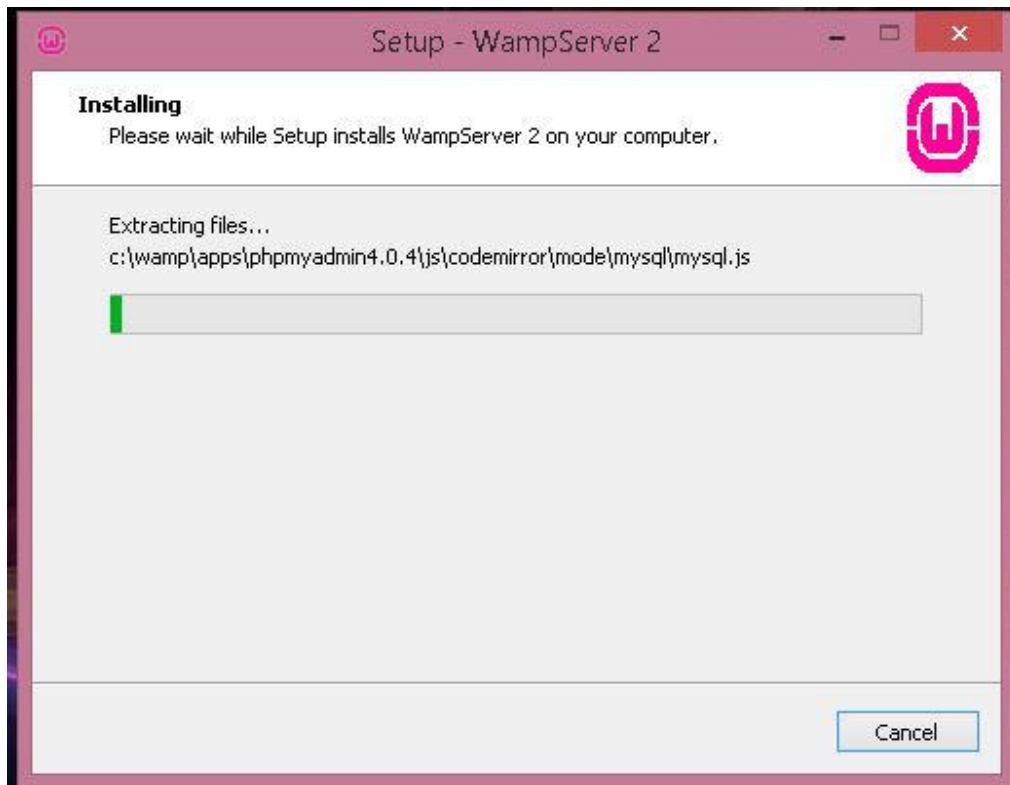 Setup - WampServer 2
Installing
Please wait while Setup installs WampServer 2 on your computer.
Extracting files...
c:\wamp\apps\phpmyadmin4.0.4\js\codemirror\mode\mysql\mysql.js
Cancel